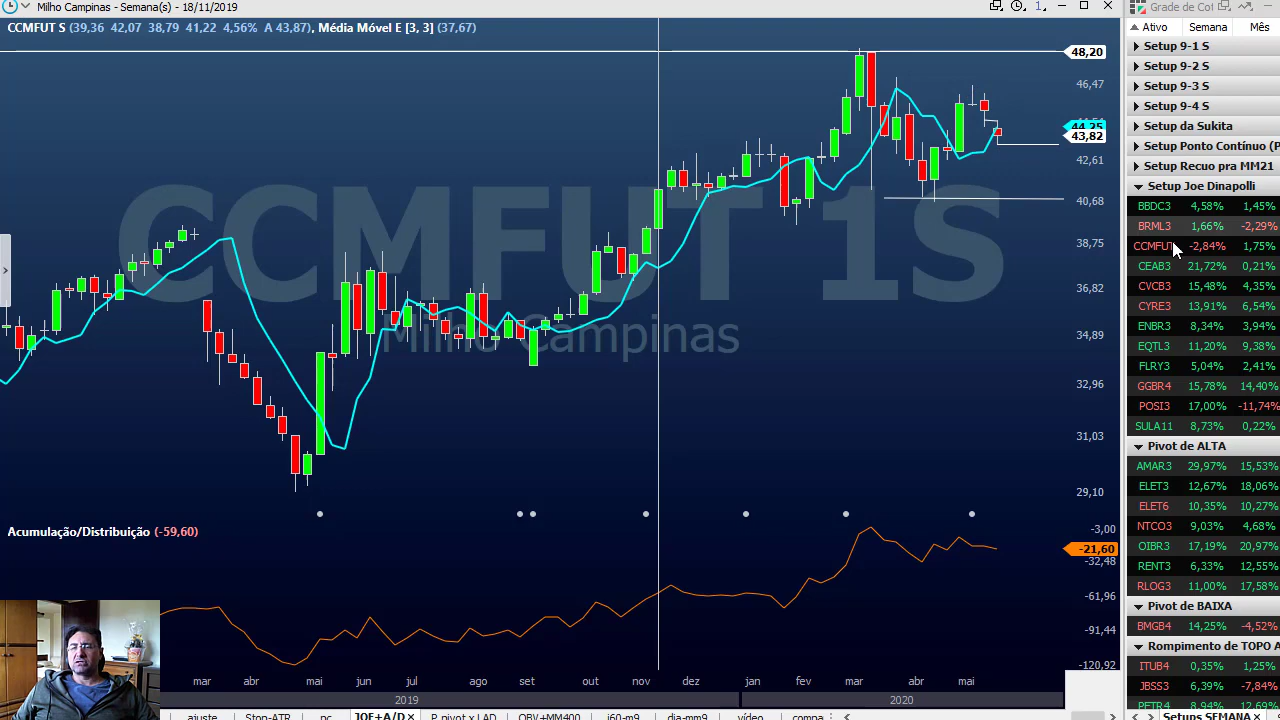 Milho Campinas - Semana(s) - 18/11/2019
CCMFUT S (39,36 42,07 38,79 41,22 4,56% A 43,87), Média Móvel E [3, 3] (37,67)
CCMFUT 1S
Milho Campinas
48,20
46,47
43,82
42,61
40,68
38,75
36,82
34,89
32,96
31,03
29,10
Acumulação/Distribuição (-59,60)
-3,00
-21,60
-32,48
-61,96
-91,44
-120,92
mar abr mai jun jul ago set out nov dez jan fev mar abr mai
2019 2020
ajuste Stop-ATR pc JOE+A/D P. pivot x LAD OBV+MM400 i60-m9 dia-mm9 vídeo compa
Grade de Cot
Ativo Semana Mês
Setup 9-1 S
Setup 9-2 S
Setup 9-3 S
Setup 9-4 S
Setup da Sukita
Setup Ponto Contínuo (P
Setup Recuo pra MM21
Setup Joe Dinapolli
BBDC3 4,58% 1,45%
BRML3 1,66% -2,29%
CCMFUT -2,84% 1,75%
CEAB3 21,72% 0,21%
CVCB3 15,48% 4,35%
CYRE3 13,91% 6,54%
ENBR3 8,34% 3,94%
EQTL3 11,20% 9,38%
FLRY3 5,04% 2,41%
GGBR4 15,78% 14,40%
POSI3 17,00% -11,74%
SULA11 8,73% 0,22%
Pivot de ALTA
AMAR3 29,97% 15,53%
ELET3 12,67% 18,06%
ELET6 10,35% 10,27%
NTCO3 9,03% 4,68%
OIBR3 17,19% 20,97%
RENT3 6,33% 12,55%
RLOG3 11,00% 17,58%
Pivot de BAIXA
BMGB4 14,25% -4,52%
Rompimento de TOPO A
ITUB4 0,35% 1,25%
JBSS3 6,39% -7,84%
PETR4 8,94% 12,69%
Setups SEMANA